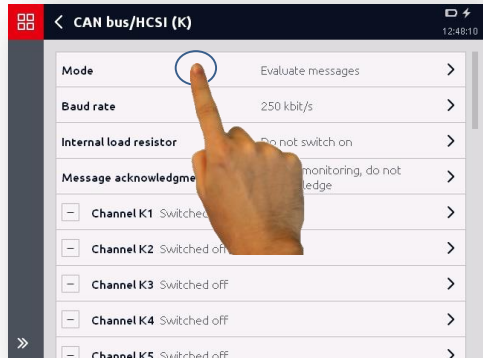 CAN bus/HCSI (K)
12:48:10
Mode Evaluate messages
Baud rate 250 kbit/s
Internal load resistor Do not switch on
Message monitoring, do not
Channel K1 Switched
Channel K2 Switched off
Channel K3 Switched off
Channel K4 Switched off
Channel K5 Switched off